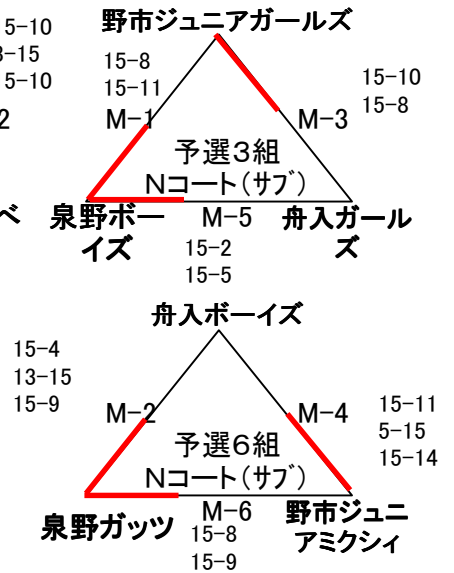 5-10
野市ジュニアガールズ
-15
5-10
15-8
15-11
15-10
15-8
2
M-1
M-3
予選3組
Nコート(サブ)
ベ
泉野ボー
イズ
M-5
舟入ガール
ズ
15-2
15-5
舟入ボーイズ
15-4
13-15
15-9
M-2
M-4
15-11
5-15
15-14
予選6組
Nコート(サブ)
泉野ガッツ
M-6
野市ジュニ
アミクシィ
15-8
15-9